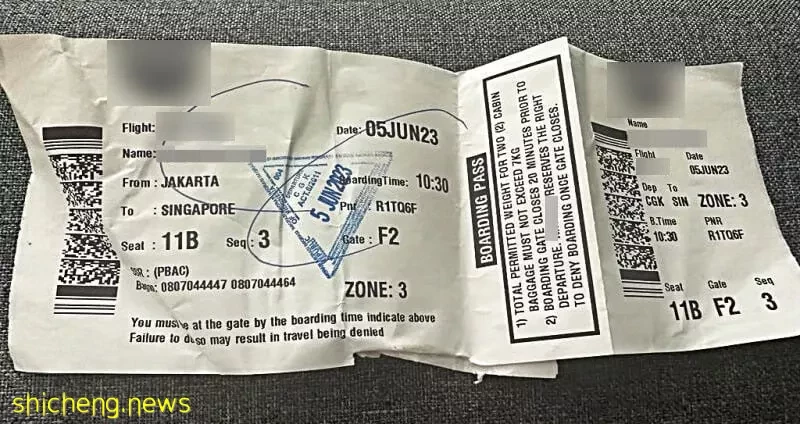 Flight:
Date: 05JUN23
Name:
From : JAKARTA
Boarding Time: 10:30
To : SINGAPORE
Pnr : R1TQ6F
Seat : 11B Seq : 3
Gate : F2
SSR : (PBAC)
Bags: 0807044447 0807044464
ZONE: 3
You must be at the gate by the boarding time indicate above
Failure to do so may result in travel being denied
CGK
5 JUN 2023
BOARDING PASS
1) TOTAL PERMITTED WEIGHT FOR TWO (2) CABIN
BAGGAGE MUST NOT EXCEED 7KG
2) BOARDING GATE CLOSES 20 MINUTES PRIOR TO
DEPARTURE. RESERVES THE RIGHT
TO DENY BOARDING ONCE GATE CLOSES.
Name
Flight Date
05JUN23
Dep To
CGK SIN ZONE: 3
B.Time PNR
10:30 R1TQ6F
Seat Gate Seq
11B F2 3
shicheng.news